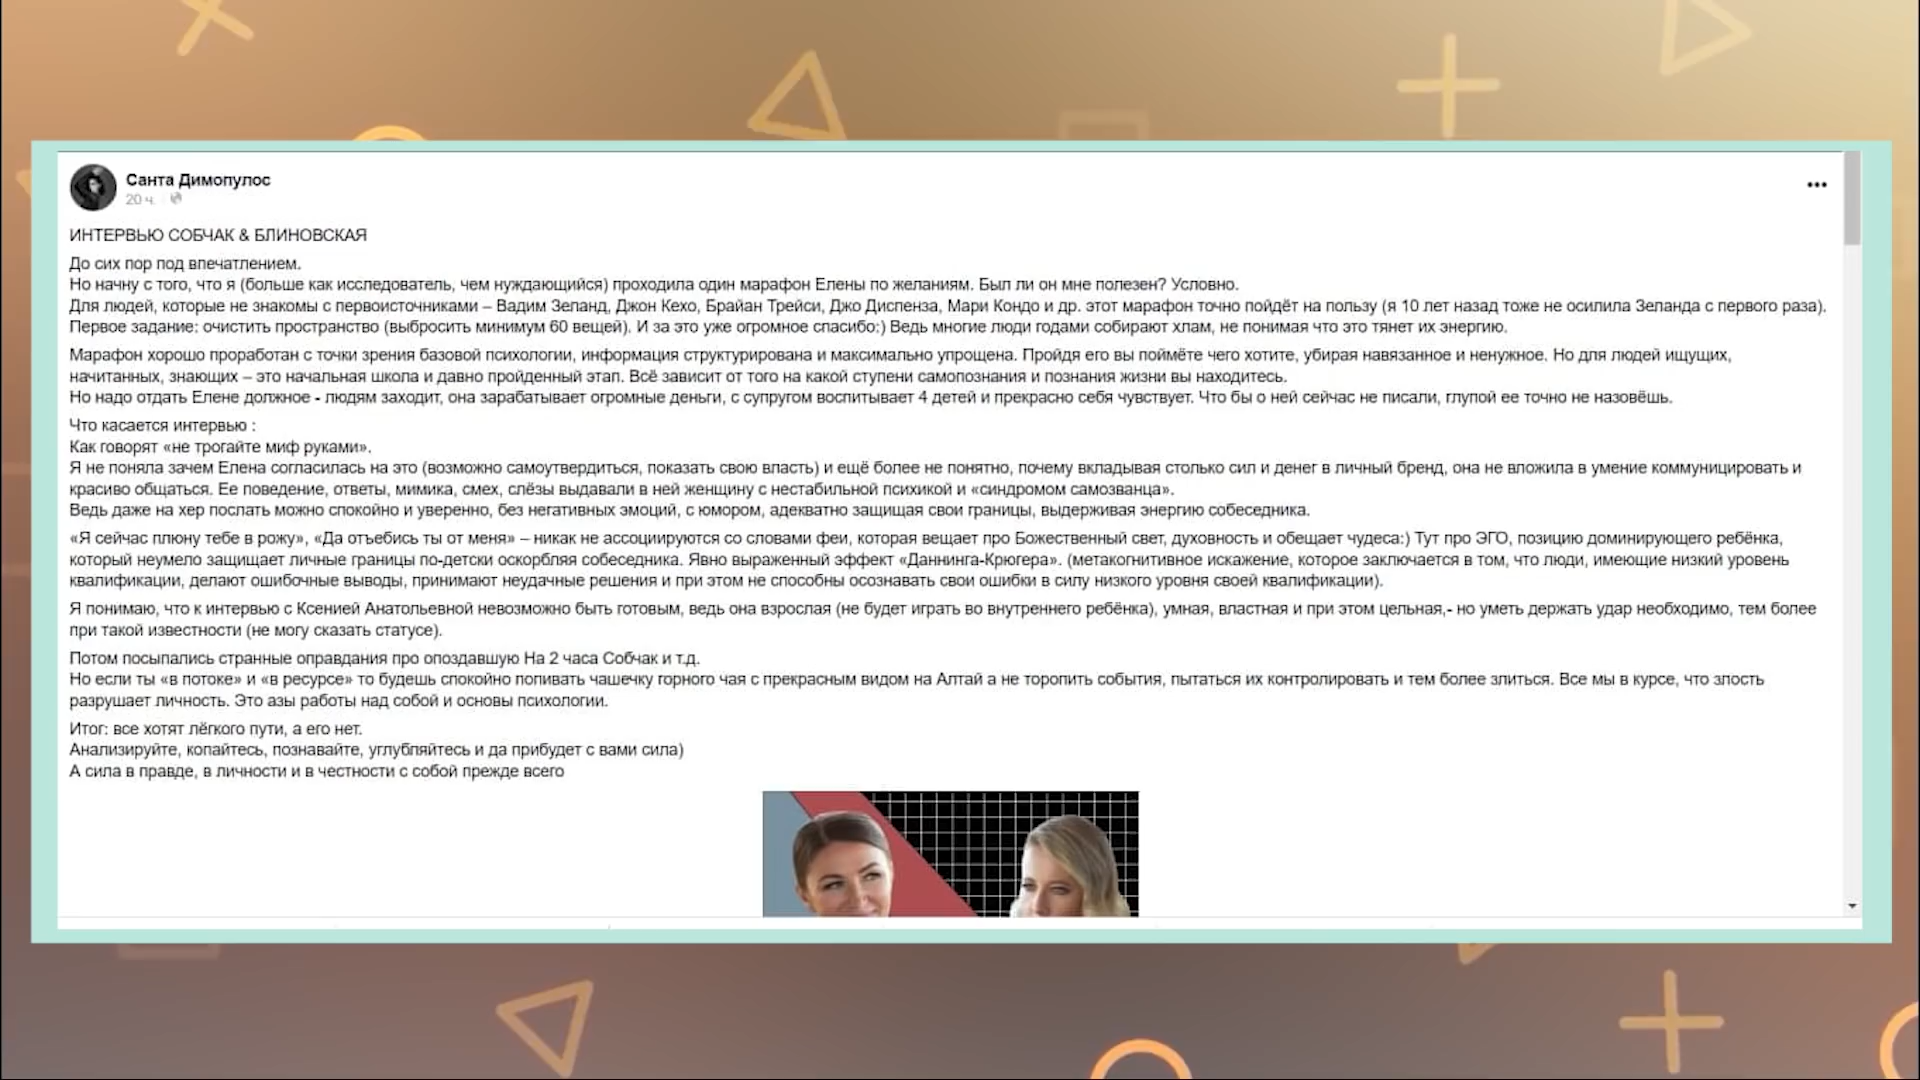 Санта Димопулос
20 ч.
ИНТЕРВЬЮ СОБЧАК & БЛИНОВСКАЯ
До сих пор под впечатлением.
Но начну с того, что я (больше как исследователь, чем нуждающийся) проходила один марафон Елены по желаниям. Был ли он мне полезен? Условно.
Для людей, которые не знакомы с первоисточниками – Вадим Зеланд, Джон Кехо, Брайан Трейси, Джо Диспенза, Мари Кондо и др. этот марафон точно пойдёт на пользу (я 10 лет назад тоже не осилила Зеланда с первого раза).
Первое задание: очистить пространство (выбросить минимум 60 вещей). И за это уже огромное спасибо:) Ведь многие люди годами собирают хлам, не понимая что это тянет их энергию.
Марафон хорошо проработан с точки зрения базовой психологии, информация структурирована и максимально упрощена. Пройдя его вы поймёте чего хотите, убирая навязанное и ненужное. Но для людей ищущих,
начитанных, знающих – это начальная школа и давно пройденный этап. Всё зависит от того на какой ступени самопознания и познания жизни вы находитесь.
Но надо отдать Елене должное - людям заходит, она зарабатывает огромные деньги, с супругом воспитывает 4 детей и прекрасно себя чувствует. Что бы о ней сейчас не писали, глупой ее точно не назовёшь.
Что касается интервью :
Как говорят «не трогайте миф руками».
Я не поняла зачем Елена согласилась на это (возможно самоутвердиться, показать свою власть) и ещё более не понятно, почему вкладывая столько сил и денег в личный бренд, она не вложила в умение коммуницировать и
красиво общаться. Ее поведение, ответы, мимика, смех, слёзы выдавали в ней женщину с нестабильной психикой и «синдромом самозванца».
Ведь даже на хер послать можно спокойно и уверенно, без негативных эмоций, с юмором, адекватно защищая свои границы, выдерживая энергию собеседника.
«Я сейчас плюну тебе в рожу», «Да отъебись ты от меня» – никак не ассоциируются со словами феи, которая вещает про Божественный свет, духовность и обещает чудеса:) Тут про ЭГО, позицию доминирующего ребёнка,
который неумело защищает личные границы по-детски оскорбляя собеседника. Явно выраженный эффект «Даннинга-Крюгера». (метакогнитивное искажение, которое заключается в том, что люди, имеющие низкий уровень
квалификации, делают ошибочные выводы, принимают неудачные решения и при этом не способны осознавать свои ошибки в силу низкого уровня своей квалификации).
Я понимаю, что к интервью с Ксенией Анатольевной невозможно быть готовым, ведь она взрослая (не будет играть во внутреннего ребёнка), умная, властная и при этом цельная,- но уметь держать удар необходимо, тем более
при такой известности (не могу сказать статусе).
Потом посыпались странные оправдания про опоздавшую На 2 часа Собчак и т.д.
Но если ты «в потоке» и «в ресурсе» то будешь спокойно попивать чашечку горного чая с прекрасным видом на Алтай а не торопить события, пытаться их контролировать и тем более злиться. Все мы в курсе, что злость
разрушает личность. Это азы работы над собой и основы психологии.
Итог: все хотят лёгкого пути, а его нет.
Анализируйте, копайтесь, познавайте, углубляйтесь и да прибудет с вами сила)
А сила в правде, в личности и в честности с собой прежде всего